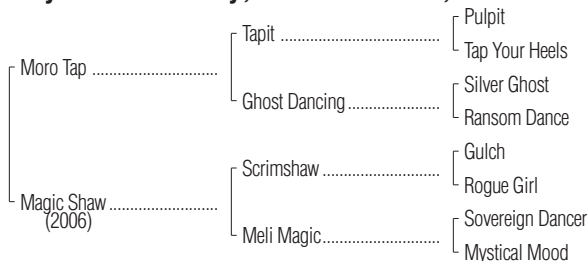 Pulpit
Tapit ..............................
Tap Your Heels
Moro Tap ................................
Silver Ghost
Ghost Dancing.......................
Ransom Dance
Gulch
Scrimshaw ..........................
Rogue Girl
Magic Shaw ..........................
(2006)
Sovereign Dancer
Meli Magic............................
Mystical Mood